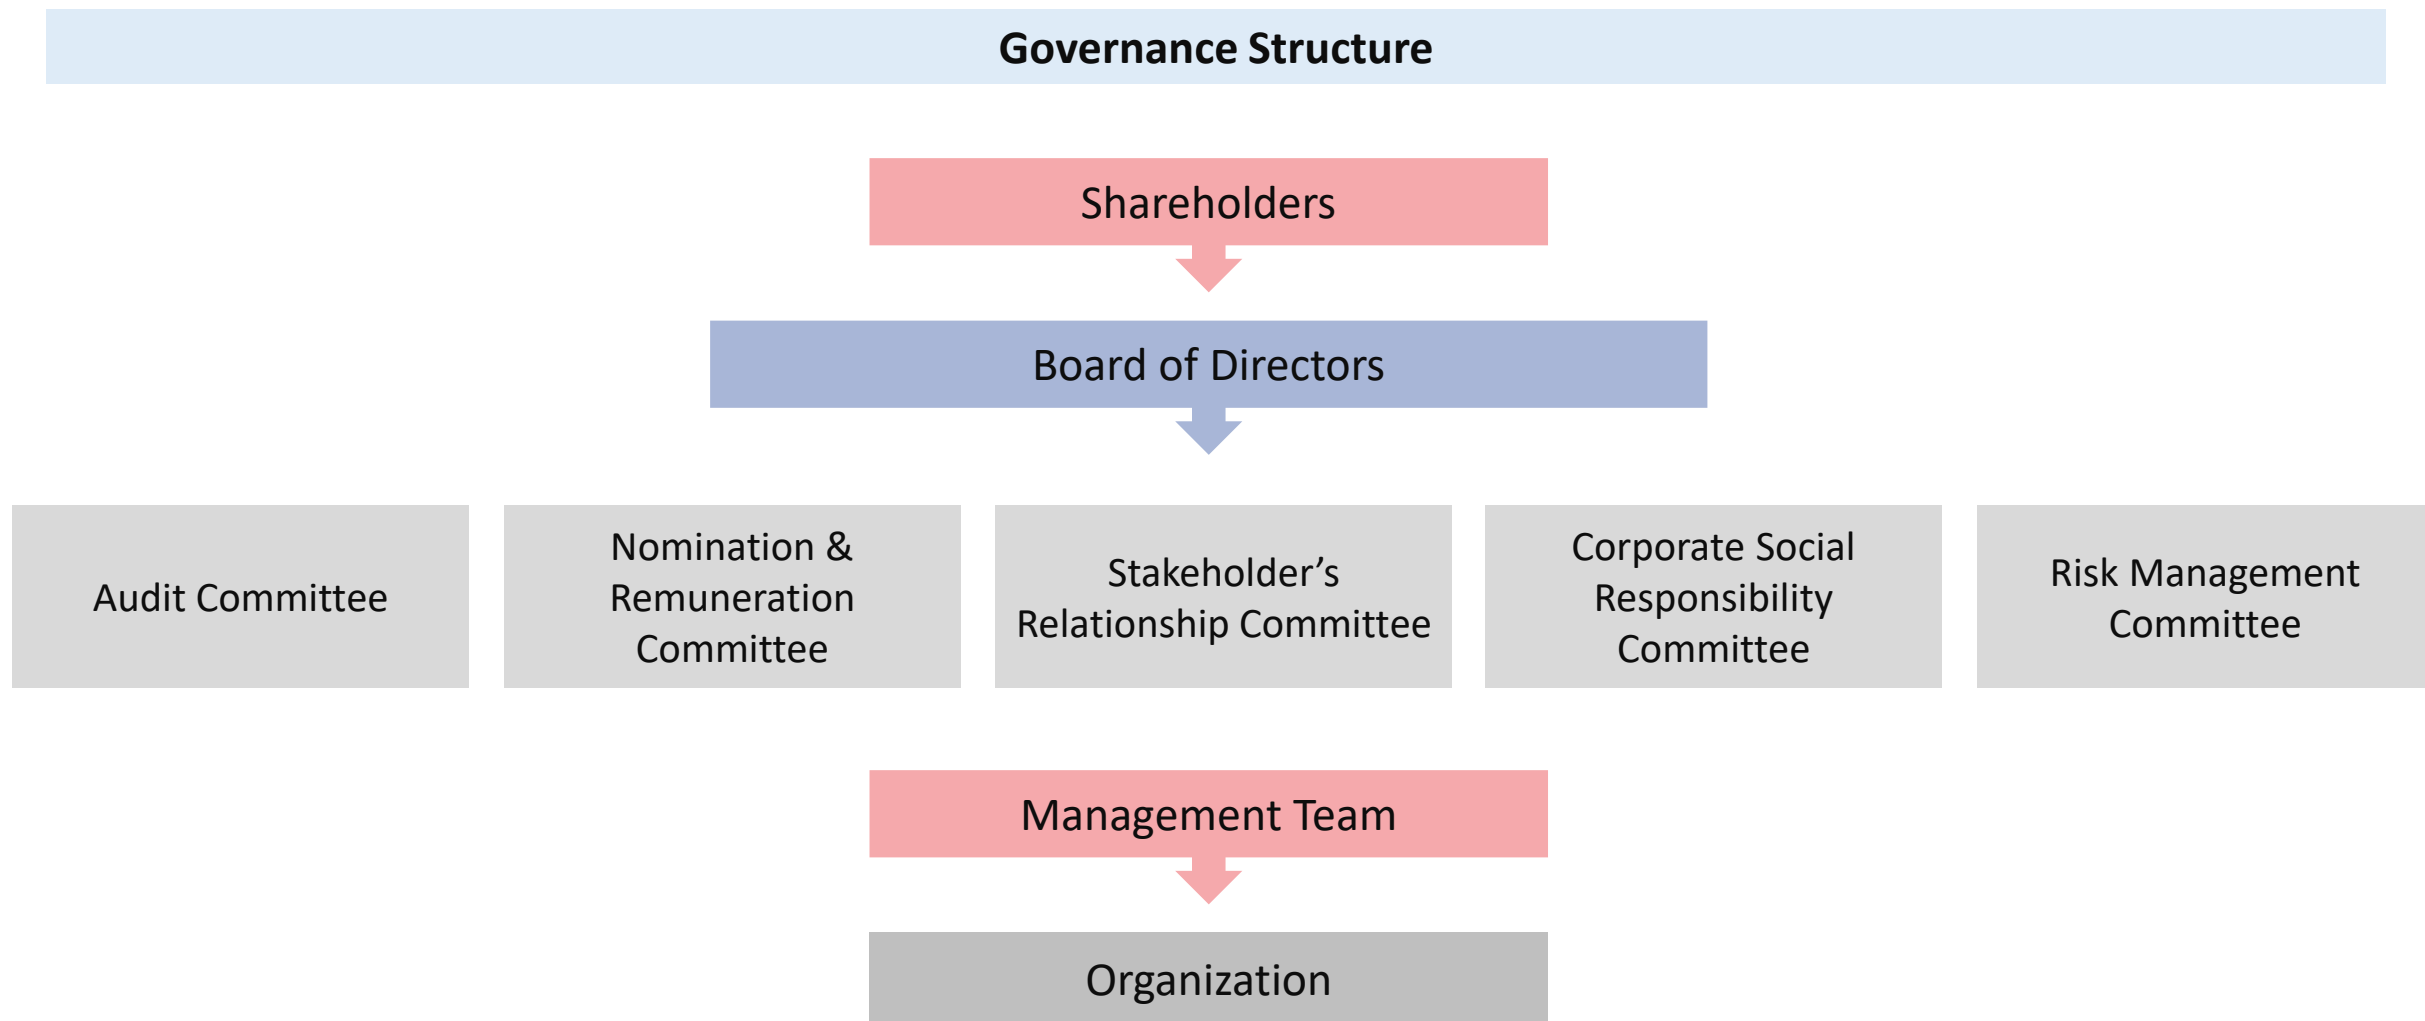 Governance Structure
Shareholders
Board of Directors
Audit Committee
Nomination &
Remuneration
Committee
Stakeholder’s
Relationship Committee
Corporate Social
Responsibility
Committee
Risk Management
Committee
Management Team
Organization